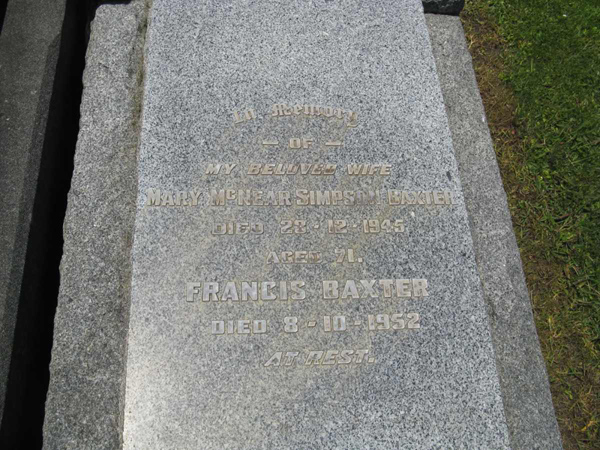 In Memory
— OF —
MY BELOVED WIFE
MARY McNEAR SIMPSON BAXTER
DIED 28-12-1945
AGED 71.
FRANCIS BAXTER
DIED 8-10-1952
AT REST.